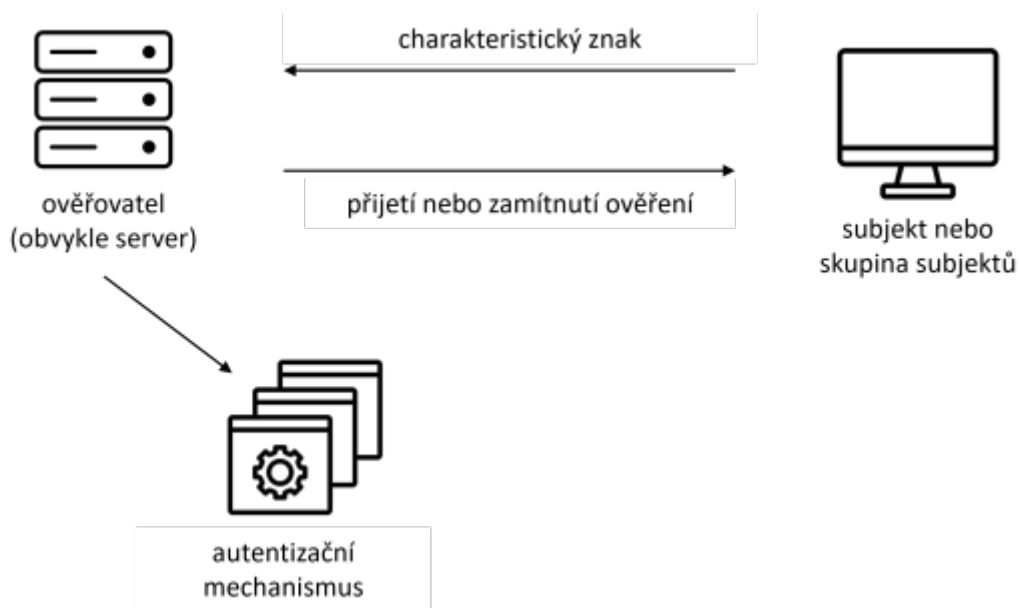 charakteristický znak
přijetí nebo zamítnutí ověření
ověřovatel
(obvykle server)
subjekt nebo
skupina subjektů
autentizační
mechanismus